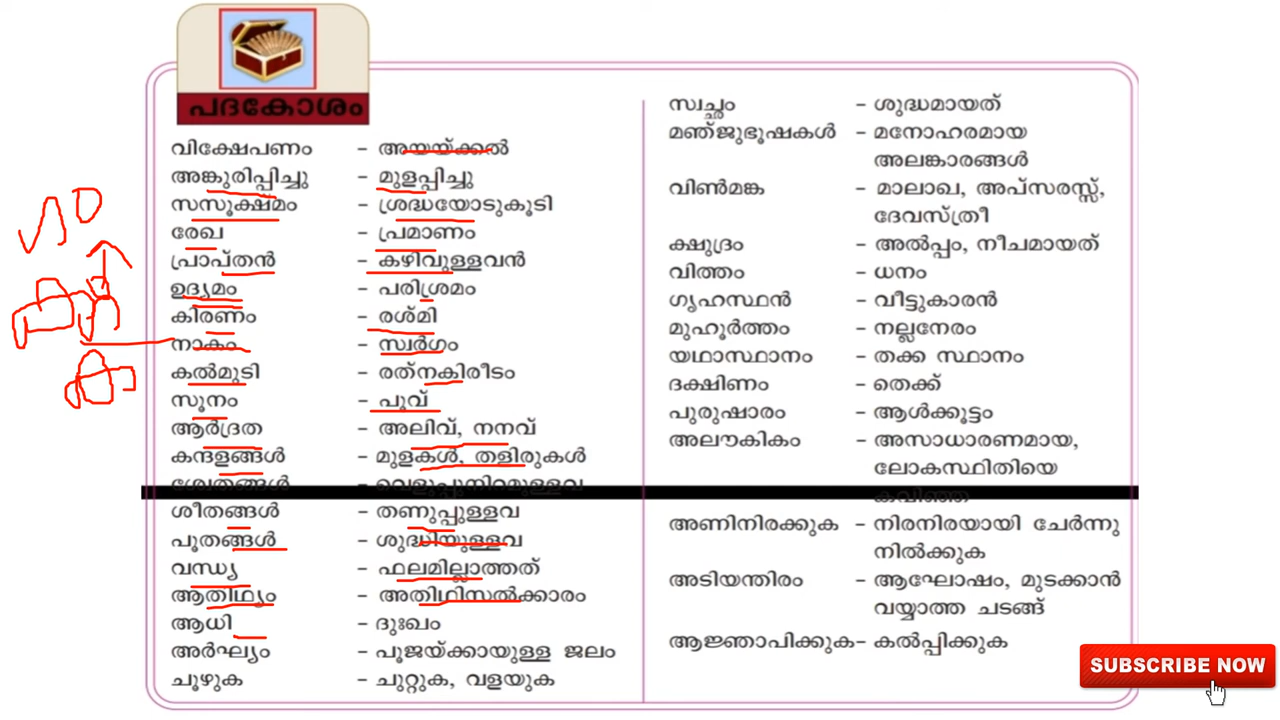 പദകോശം
വിക്ഷേപണം – അയയ്ക്കൽ
അങ്കുരിപ്പിച്ചു – മുളപ്പിച്ചു
സസൂക്ഷ്മം – ശ്രദ്ധയോടുകൂടി
രേഖ – പ്രമാണം
പ്രാപ്തൻ – കഴിവുള്ളവൻ
ഉദ്യമം – പരിശ്രമം
കിരണം – രശ്മി
നാകം – സ്വർഗം
കൽമുടി – രത്നകിരീടം
സൂനം – പൂവ്
ആർദ്രത – അലിവ്, നനവ്
കന്ദളങ്ങൾ – മുളകൾ, തളിരുകൾ
ശ്വേതങ്ങൾ – വെളുപ്പുനിറമുള്ളവ
ശീതങ്ങൾ – തണുപ്പുള്ളവ
പൂതങ്ങൾ – ശുദ്ധിയുള്ളവ
വന്ധ്യ – ഫലമില്ലാത്തത്
ആതിഥ്യം – അതിഥിസൽക്കാരം
ആധി – ദുഃഖം
അർഘ്യം – പൂജയ്ക്കായുള്ള ജലം
ചൂഴുക – ചുറ്റുക, വളയുക
സ്വച്ഛം – ശുദ്ധമായത്
മഞ്ജുഭൂഷകൾ – മനോഹരമായ
അലങ്കാരങ്ങൾ
വിൺമങ്ക – മാലാഖ, അപ്സരസ്സ്,
ദേവസ്ത്രീ
ക്ഷുദ്രം – അൽപ്പം, നീചമായത്
വിത്തം – ധനം
ഗൃഹസ്ഥൻ – വീട്ടുകാരൻ
മുഹൂർത്തം – നല്ലനേരം
യഥാസ്ഥാനം – തക്ക സ്ഥാനം
ദക്ഷിണം – തെക്ക്
പുരുഷാരം – ആൾക്കൂട്ടം
അലൗകികം – അസാധാരണമായ,
ലോകസ്ഥിതിയെ
കവിഞ്ഞ
അണിനിരക്കുക – നിരനിരയായി ചേർന്നു
നിൽക്കുക
അടിയന്തിരം – ആഘോഷം, മുടക്കാൻ
വയ്യാത്ത ചടങ്ങ്
ആജ്ഞാപിക്കുക – കൽപ്പിക്കുക
SUBSCRIBE NOW